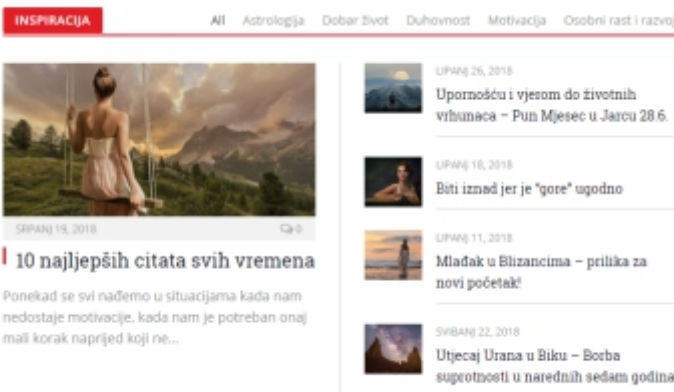 INSPIRACIJA
All Astrologija Dobar život Duhovnost Motivacija Osobni rast i razvoj
SRPANJ 19, 2018 0
10 najljepših citata svih vremena
Ponekad se svi nađemo u situacijama kada nam
nedostaje motivacije, kada nam je potreban onaj
mali korak naprijed koji ne...
LIPANJ 26, 2018
Upornošću i vjerom do životnih
vrhunaca – Pun Mjesec u Jarcu 28.6.
LIPANJ 18, 2018
Biti iznad jer je "gore" ugodno
LIPANJ 11, 2018
Mlađak u Blizancima – prilika za
novi početak!
SVIBANJ 22, 2018
Utjecaj Urana u Biku – Borba
suprotnosti u narednih sedam godina